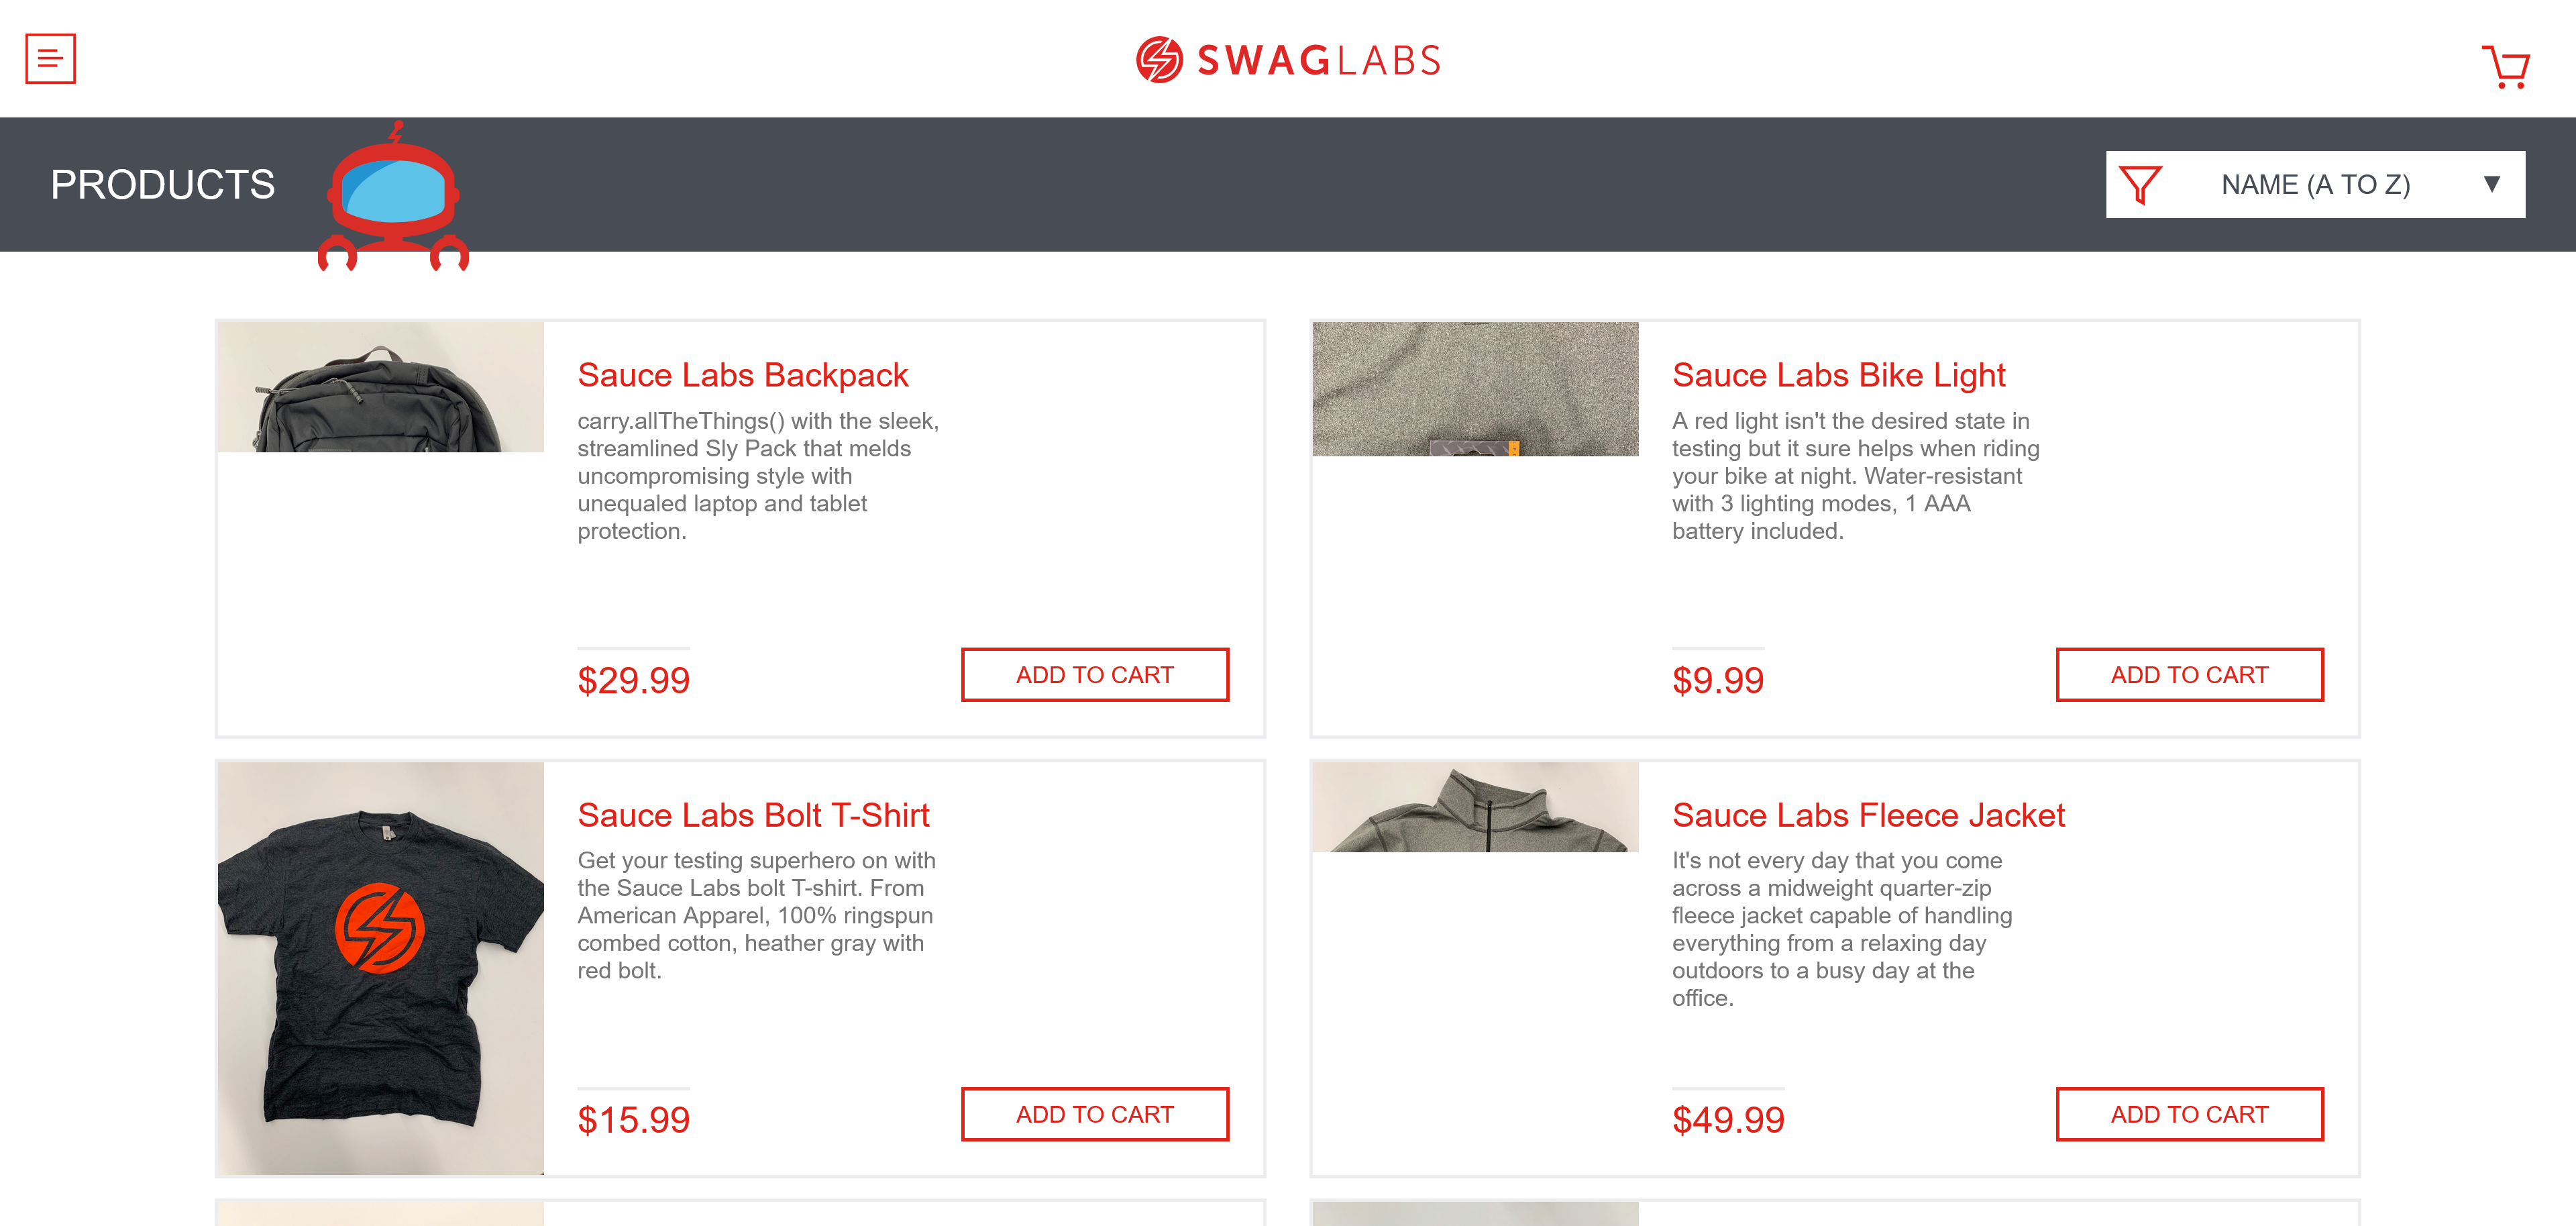 SWAGLABS
PRODUCTS
NAME (A TO Z)
Sauce Labs Backpack
carry.allTheThings() with the sleek,
streamlined Sly Pack that melds
uncompromising style with
unequaled laptop and tablet
protection.
$29.99
ADD TO CART
Sauce Labs Bike Light
A red light isn't the desired state in
testing but it sure helps when riding
your bike at night. Water-resistant
with 3 lighting modes, 1 AAA
battery included.
$9.99
ADD TO CART
Sauce Labs Bolt T-Shirt
Get your testing superhero on with
the Sauce Labs bolt T-shirt. From
American Apparel, 100% ringspun
combed cotton, heather gray with
red bolt.
$15.99
ADD TO CART
Sauce Labs Fleece Jacket
It's not every day that you come
across a midweight quarter-zip
fleece jacket capable of handling
everything from a relaxing day
outdoors to a busy day at the
office.
$49.99
ADD TO CART